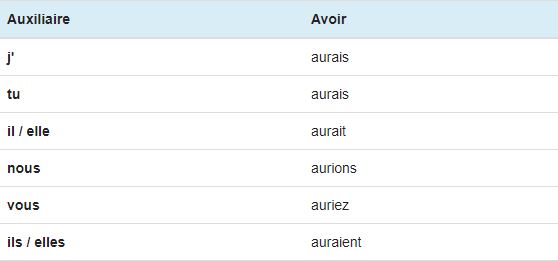 Auxiliaire Avoir
j' aurais
tu aurais
il / elle aurait
nous aurions
vous auriez
ils / elles auraient